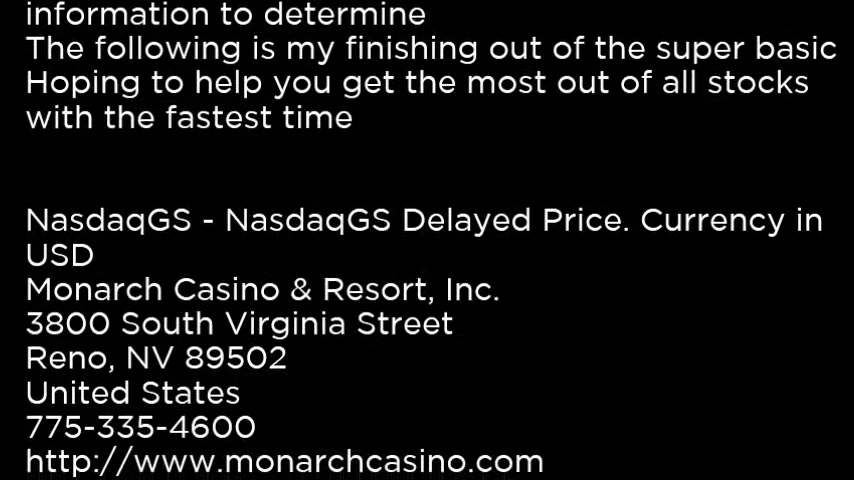 information to determine
The following is my finishing out of the super basic
Hoping to help you get the most out of all stocks
with the fastest time
NasdaqGS - NasdaqGS Delayed Price. Currency in
USD
Monarch Casino & Resort, Inc.
3800 South Virginia Street
Reno, NV 89502
United States
775-335-4600
http://www.monarchcasino.com